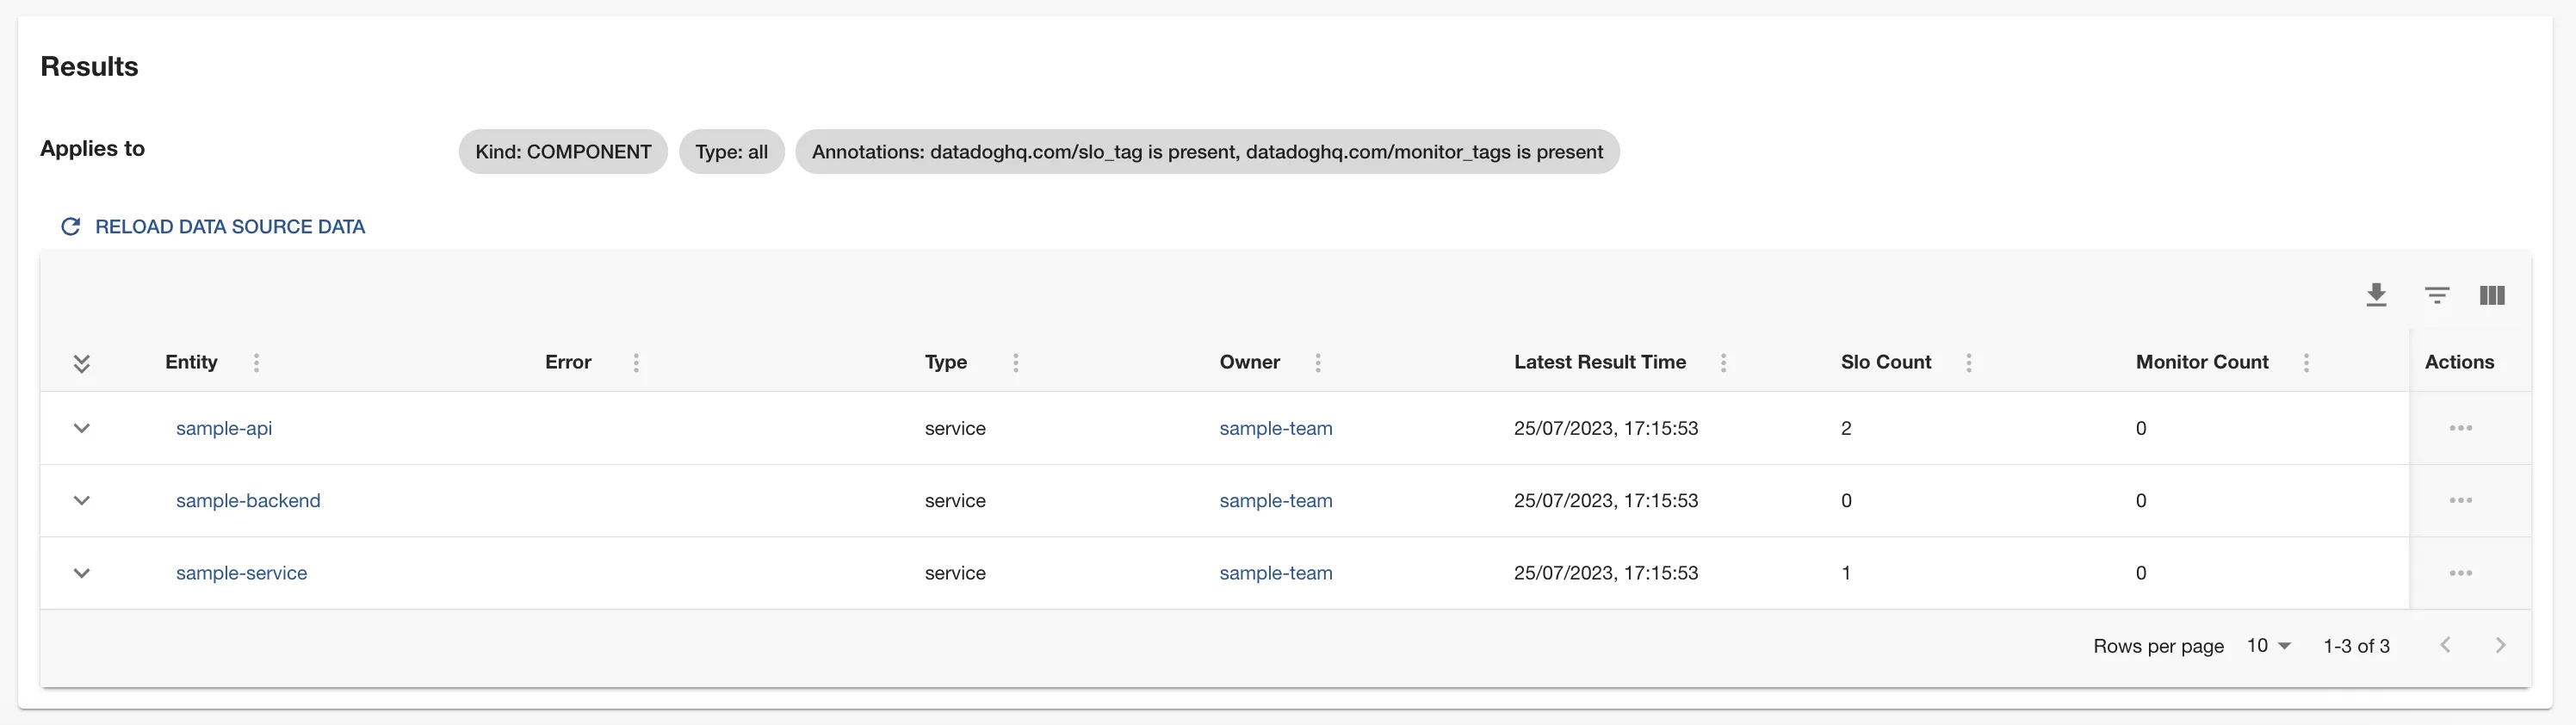 Results
Applies to Kind: COMPONENT Type: all Annotations: datadoghq.com/slo_tag is present, datadoghq.com/monitor_tags is present
RELOAD DATA SOURCE DATA
Entity Error Type Owner Latest Result Time Slo Count Monitor Count Actions
sample-api service sample-team 25/07/2023, 17:15:53 2 0
sample-backend service sample-team 25/07/2023, 17:15:53 0 0
sample-service service sample-team 25/07/2023, 17:15:53 1 0
Rows per page 10 1-3 of 3